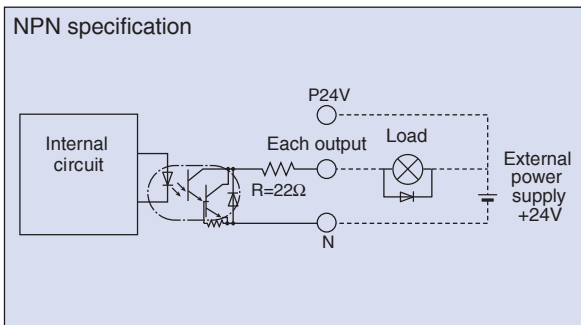 NPN specification
P24V
Internal
circuit
Each output
Load
R=22Ω
External
power
supply
+24V
N